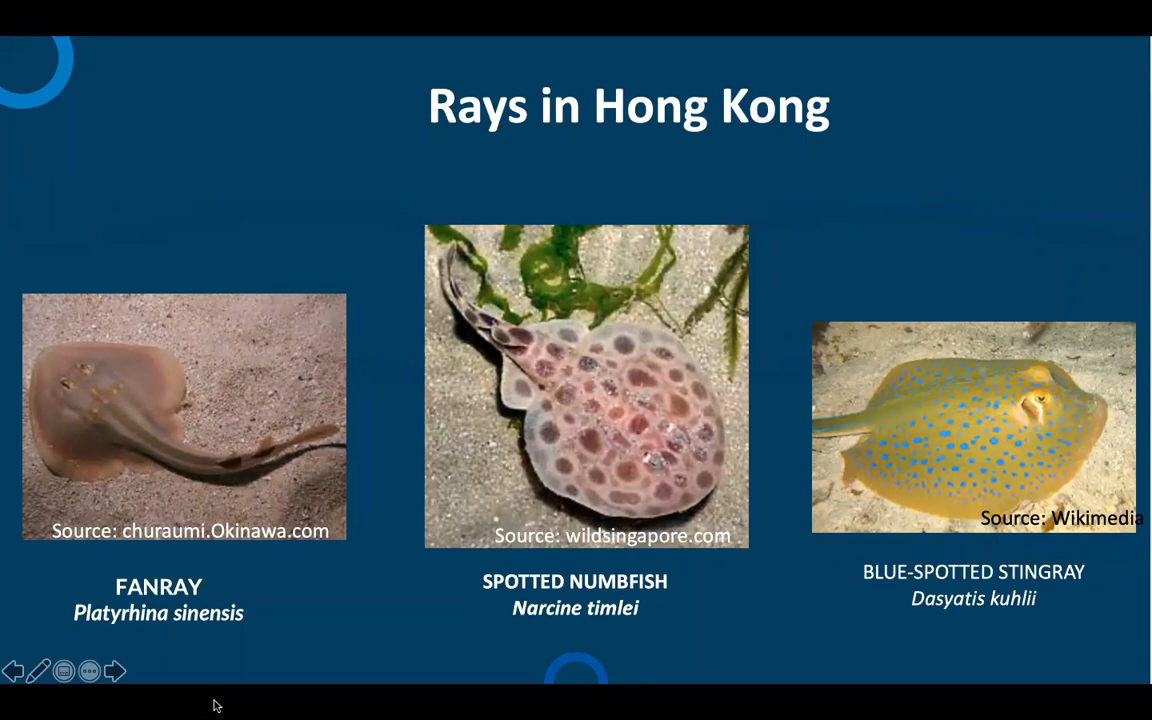 Rays in Hong Kong
Source: churaumi.Okinawa.com
FANRAY
Platyrhina sinensis
Source: wildsingapore.com
SPOTTED NUMBFISH
Narcine timlei
Source: Wikimedia
BLUE-SPOTTED STINGRAY
Dasyatis kuhlii